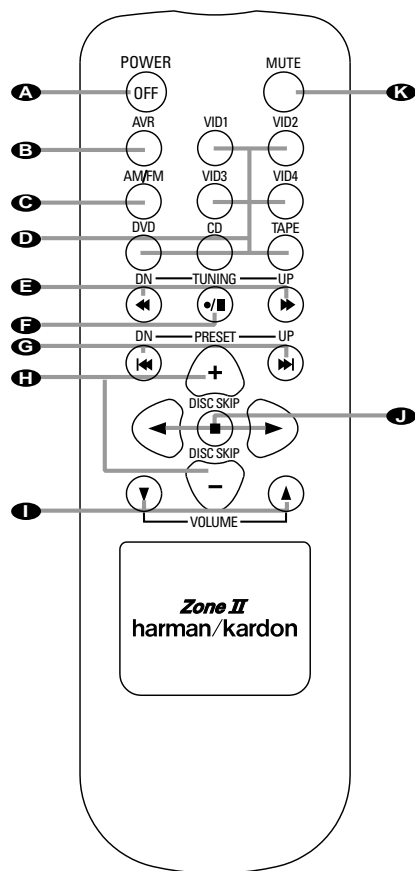 POWER MUTE
A OFF K
AVR VID1 VID2
B
AM/FM VID3 VID4
C
D DVD CD TAPE
E DN TUNING UP
F
G DN PRESET UP
H +
DISC SKIP
J
DISC SKIP
–
I VOLUME
Zone II
harman/kardon